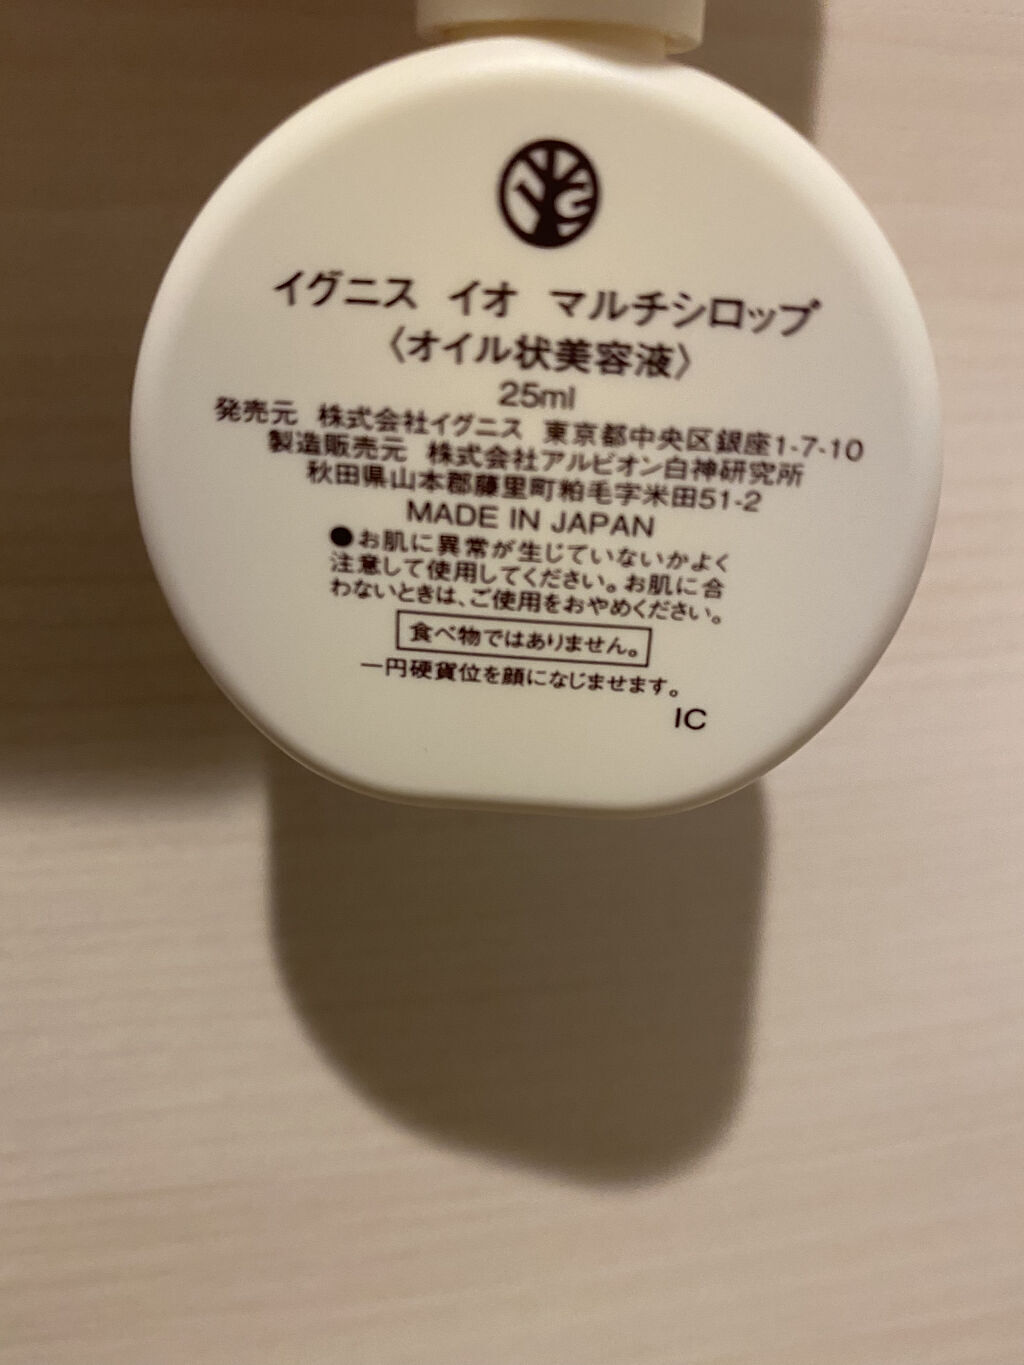 イグニス イオ マルチシロップ
〈オイル状美容液〉
25ml
発売元 株式会社イグニス 東京都中央区銀座1-7-10
製造販売元 株式会社アルビオン白神研究所
秋田県山本郡藤里町粕毛字米田51-2
MADE IN JAPAN
●お肌に異常が生じていないかよく
注意して使用してください。お肌に合
わないときは、ご使用をおやめください。
食べ物ではありません。
一円硬貨位を顔になじませます。
IC